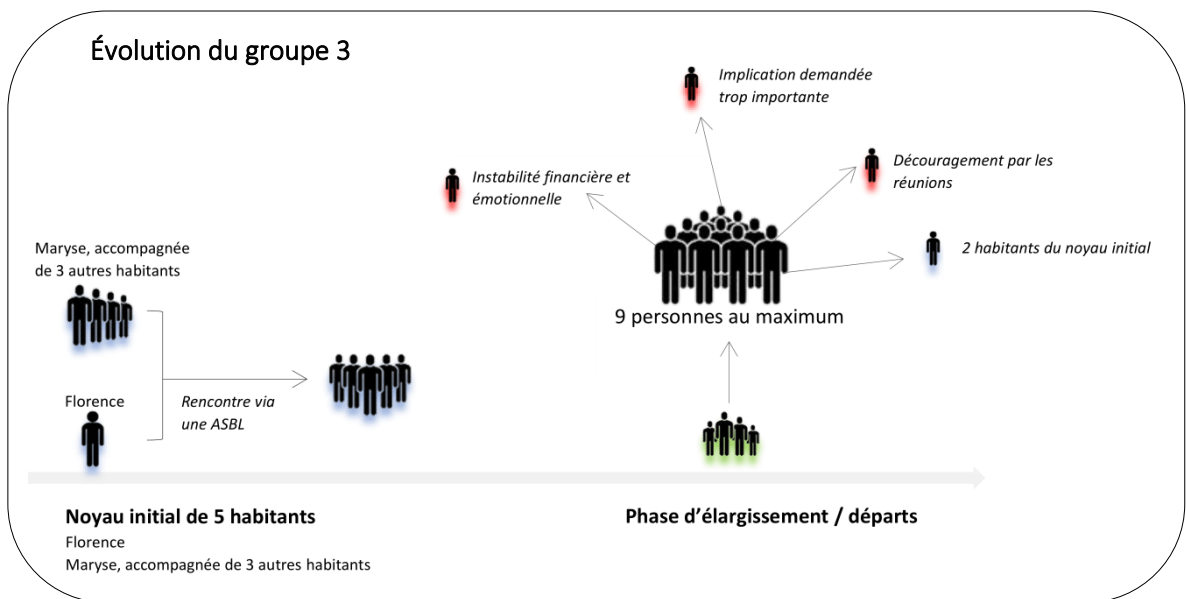 Évolution du groupe 3
Implication demandée
trop importante
Instabilité financière et
émotionnelle
Découragement par les
réunions
2 habitants du noyau initial
Maryse, accompagnée
de 3 autres habitants
9 personnes au maximum
Florence
Rencontre via
une ASBL
Noyau initial de 5 habitants
Florence
Maryse, accompagnée de 3 autres habitants
Phase d'élargissement / départs